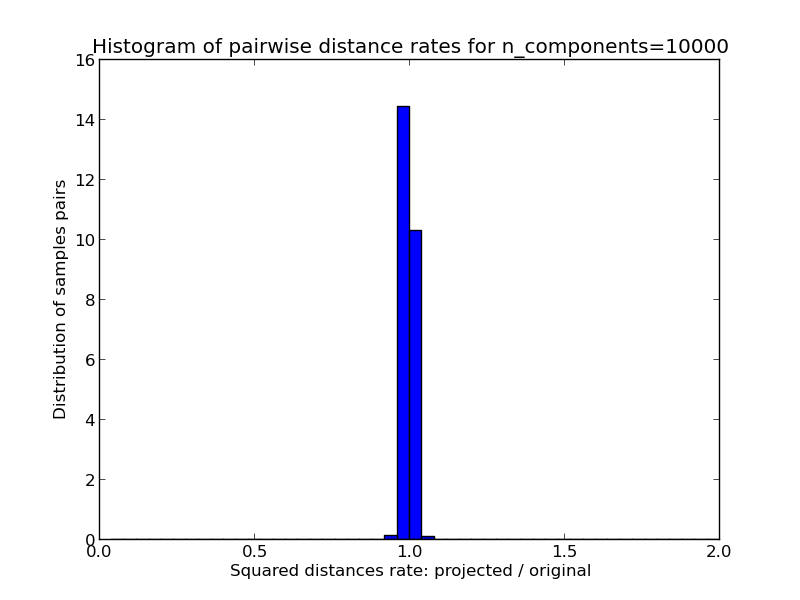 Histogram of pairwise distance rates for n_components=10000
16
14
12
10
8
6
4
2
0
Distribution of samples pairs
0.0 0.5 1.0 1.5 2.0
Squared distances rate: projected / original